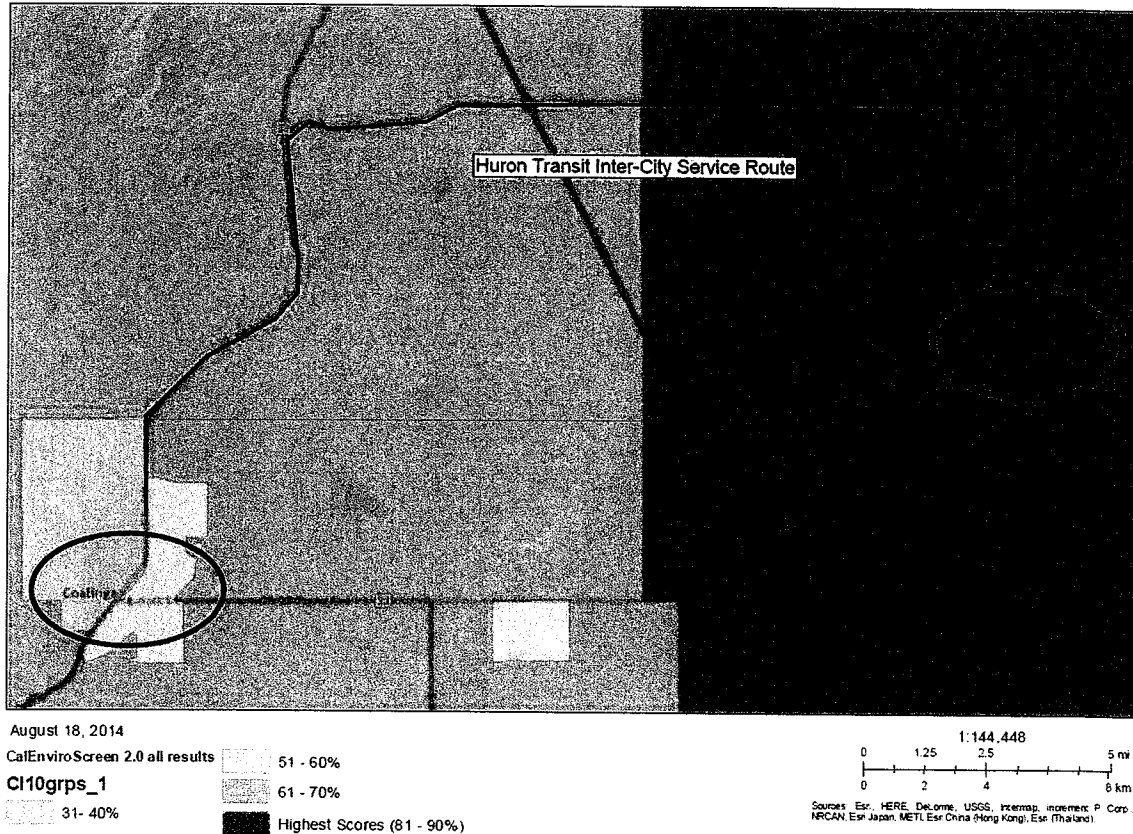 Huron Transit Inter-City Service Route
Coalinga
August 18, 2014
CalEnviroScreen 2.0 all results
CI10grps_1
31- 40%
51 - 60%
61 - 70%
Highest Scores (81 - 90%)
1:144,448
0 1.25 2.5 5 mi
0 2 4 8 km
Sources: Esri, HERE, DeLorme, USGS, Intermap, increment P Corp.,
NRCAN, Esri Japan, METI, Esri China (Hong Kong), Esri (Thailand)